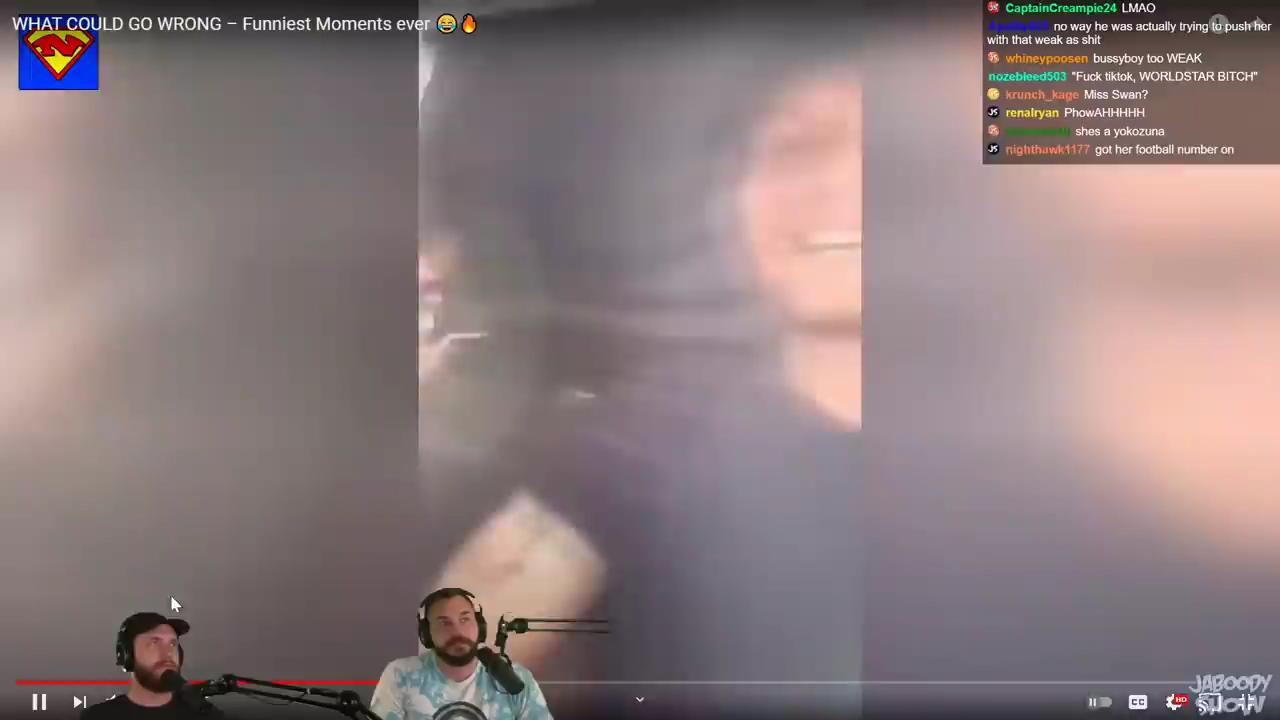 WHAT COULD GO WRONG – Funniest Moments ever 😂🔥
N
CaptainCreampie24 LMAO
no way he was actually trying to push her
with that weak as shit
whineypoosen bussyboy too WEAK
nozebleed503 "Fuck tiktok, WORLDSTAR BITCH"
krunch_kage Miss Swan?
renalryan PhowAHHHHH
shes a yokozuna
nighthawk1177 got her football number on
CC
HD
JABOODY
SHOW